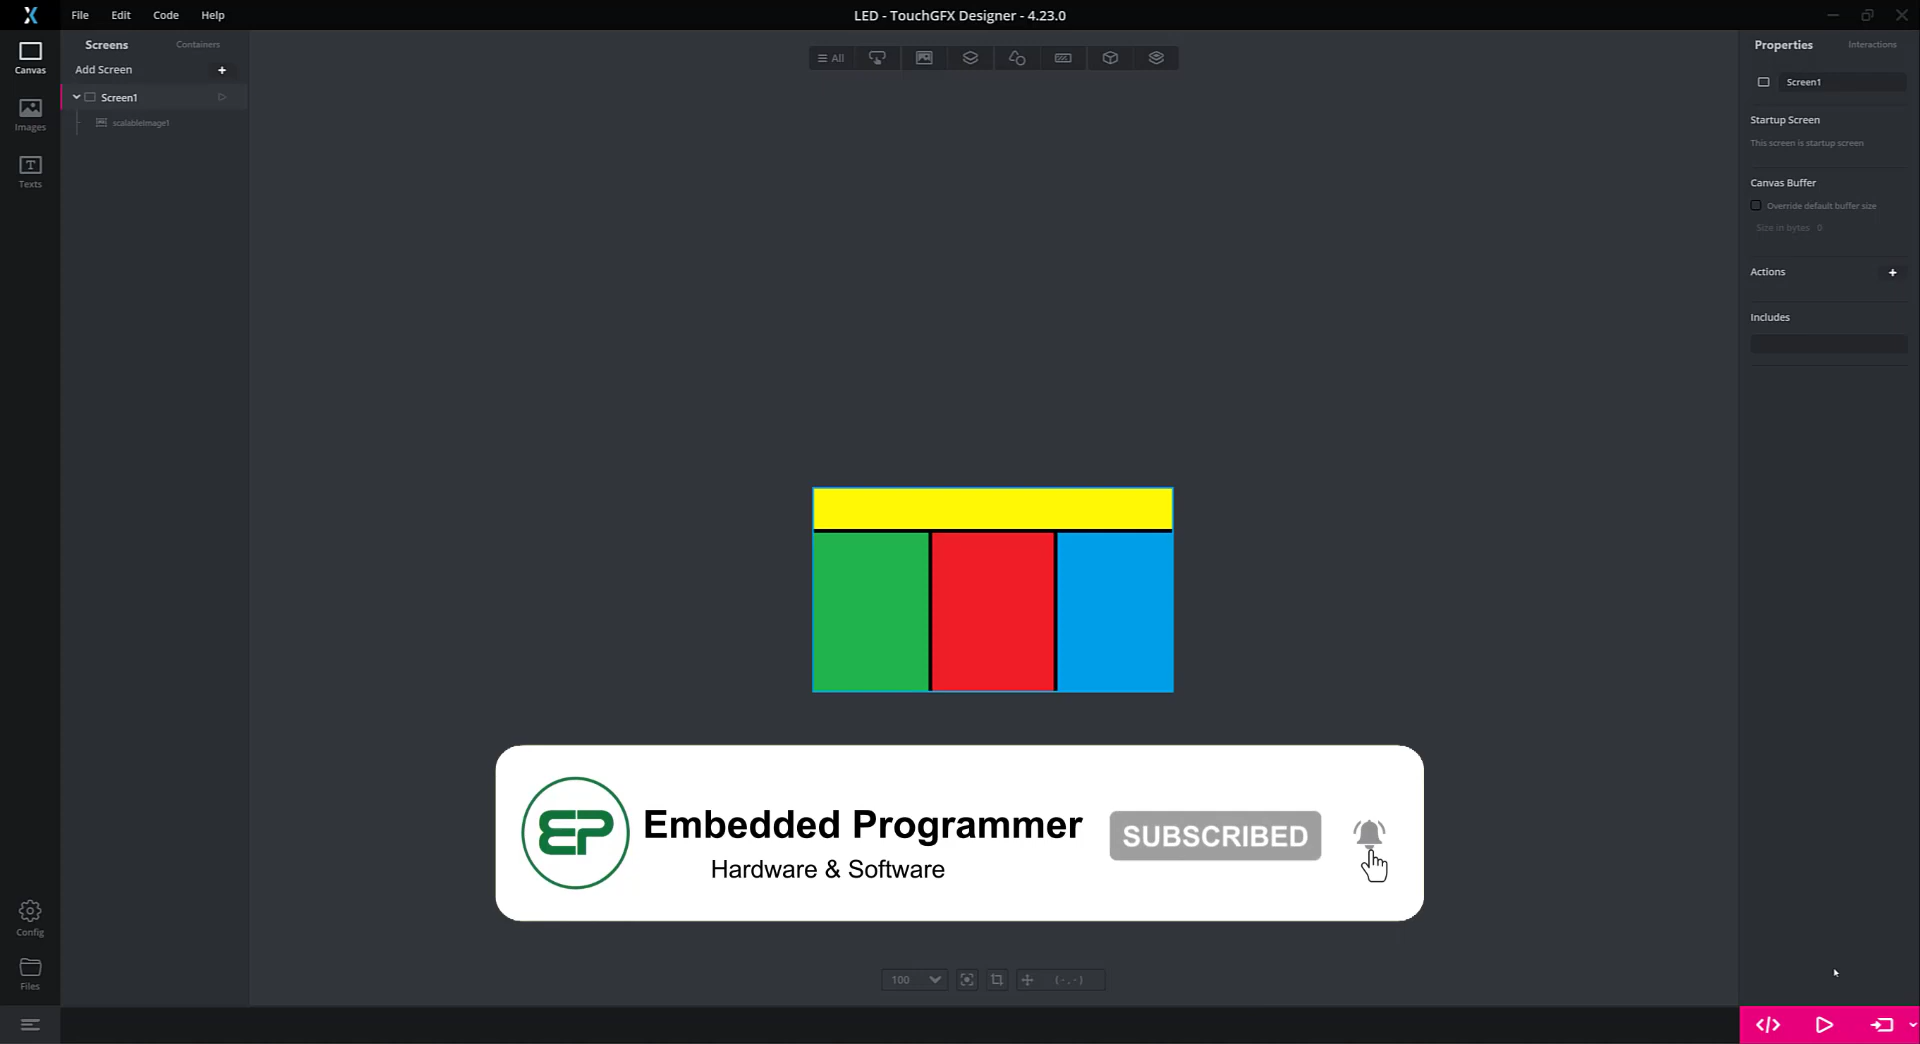 File Edit Code Help
LED - TouchGFX Designer - 4.23.0
Canvas
Images
Texts
Config
Files
Screens Containers
Add Screen +
Screen1
scalableImage1
All
EP
Embedded Programmer
Hardware & Software
SUBSCRIBED
100
(-,-)
Properties Interactions
Screen1
Startup Screen
This screen is startup screen
Canvas Buffer
Override default buffer size
Size in bytes 0
Actions +
Includes